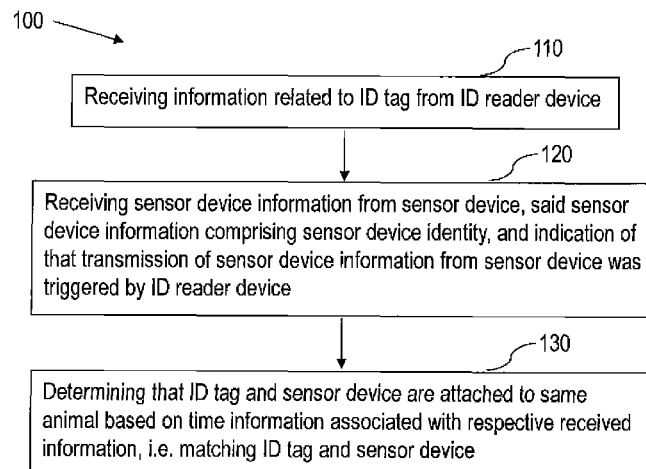 100
110
Receiving information related to ID tag from ID reader device
120
Receiving sensor device information from sensor device, said sensor
device information comprising sensor device identity, and indication of
that transmission of sensor device information from sensor device was
triggered by ID reader device
130
Determining that ID tag and sensor device are attached to same
animal based on time information associated with respective received
information, i.e. matching ID tag and sensor device